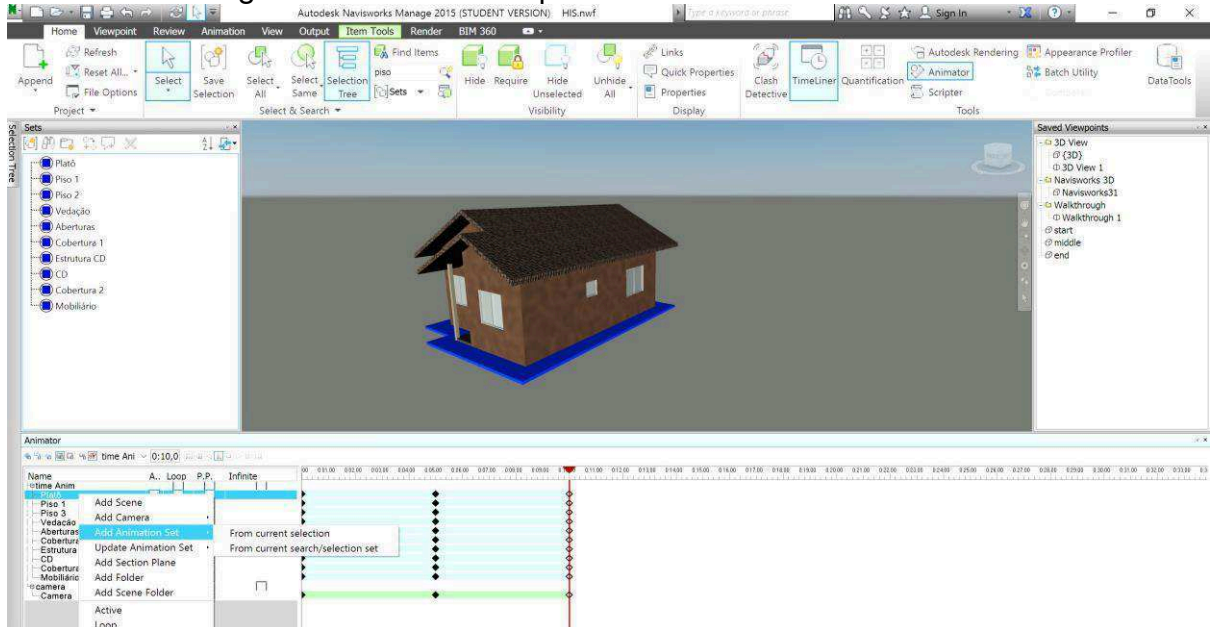 Autodesk Navisworks Manage 2015 (STUDENT VERSION) HIS.nwf
Type a keyword or phrase
Sign In
Home Viewpoint Review Animation View Output Item Tools Render BIM 360
Append
Refresh
Reset All...
File Options
Project
Select
Save Selection
Select All
Select Same
Selection Tree
Find Items
piso
Sets
Select & Search
Hide
Require
Hide Unselected
Unhide All
Visibility
Links
Quick Properties
Properties
Display
Clash Detective
TimeLiner
Quantification
Autodesk Rendering
Animator
Scripter
Appearance Profiler
Batch Utility
Compare
Tools
DataTools
Selection Tree
Sets
Platô
Piso 1
Piso 2
Vedação
Aberturas
Cobertura 1
Estrutura CD
CD
Cobertura 2
Mobiliário
Saved Viewpoints
3D View
{3D}
3D View 1
Navisworks 3D
Navisworks31
Walkthrough
Walkthrough 1
start
middle
end
Animator
time Ani 0:10,0
Name A.. Loop P.P. Infinite
time Anim
Platô
Piso 1
Piso 3
Vedação
Aberturas
Cobertura
Estrutura
CD
Cobertura
Mobiliário
camera
Camera
Add Scene
Add Camera
Add Animation Set
Update Animation Set
Add Section Plane
Add Folder
Add Scene Folder
Active
Loop
From current selection
From current search/selection set